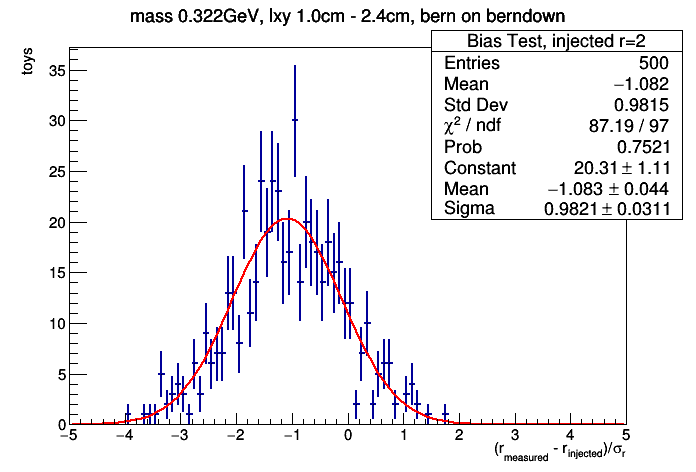 mass 0.322GeV, lxy 1.0cm - 2.4cm, bern on berndown
Bias Test, injected r=2
Entries 500
Mean −1.082
Std Dev 0.9815
χ² / ndf 87.19 / 97
Prob 0.7521
Constant 20.31 ± 1.11
Mean −1.083 ± 0.044
Sigma 0.9821 ± 0.0311
toys
35
30
25
20
15
10
5
0
−5 −4 −3 −2 −1 0 1 2 3 4 5
(r_measured - r_injected)/σ_r